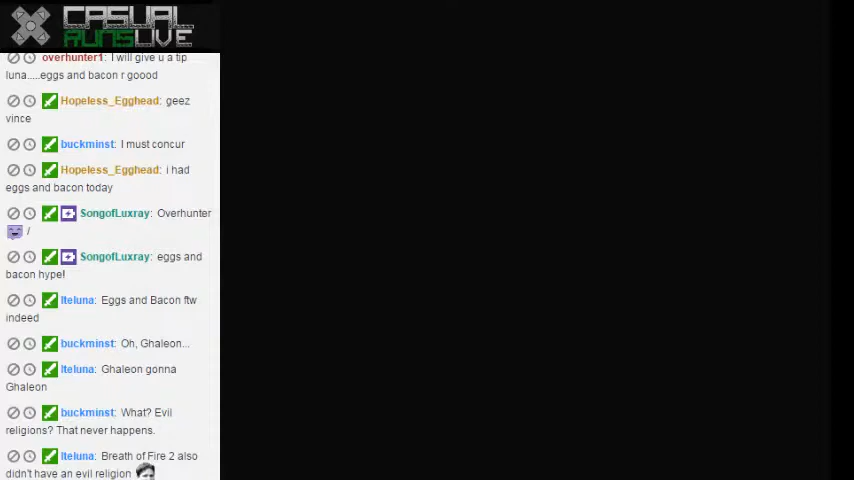 CASUAL
RUNSLIVE
overhunter1: I will give u a tip
luna.....eggs and bacon r goood
Hopeless_Egghead: geez
vince
buckminst: I must concur
Hopeless_Egghead: i had
eggs and bacon today
SongofLuxray: Overhunter
/
SongofLuxray: eggs and
bacon hype!
Iteluna: Eggs and Bacon ftw
indeed
buckminst: Oh, Ghaleon...
Iteluna: Ghaleon gonna
Ghaleon
buckminst: What? Evil
religions? That never happens.
Iteluna: Breath of Fire 2 also
didn't have an evil religion